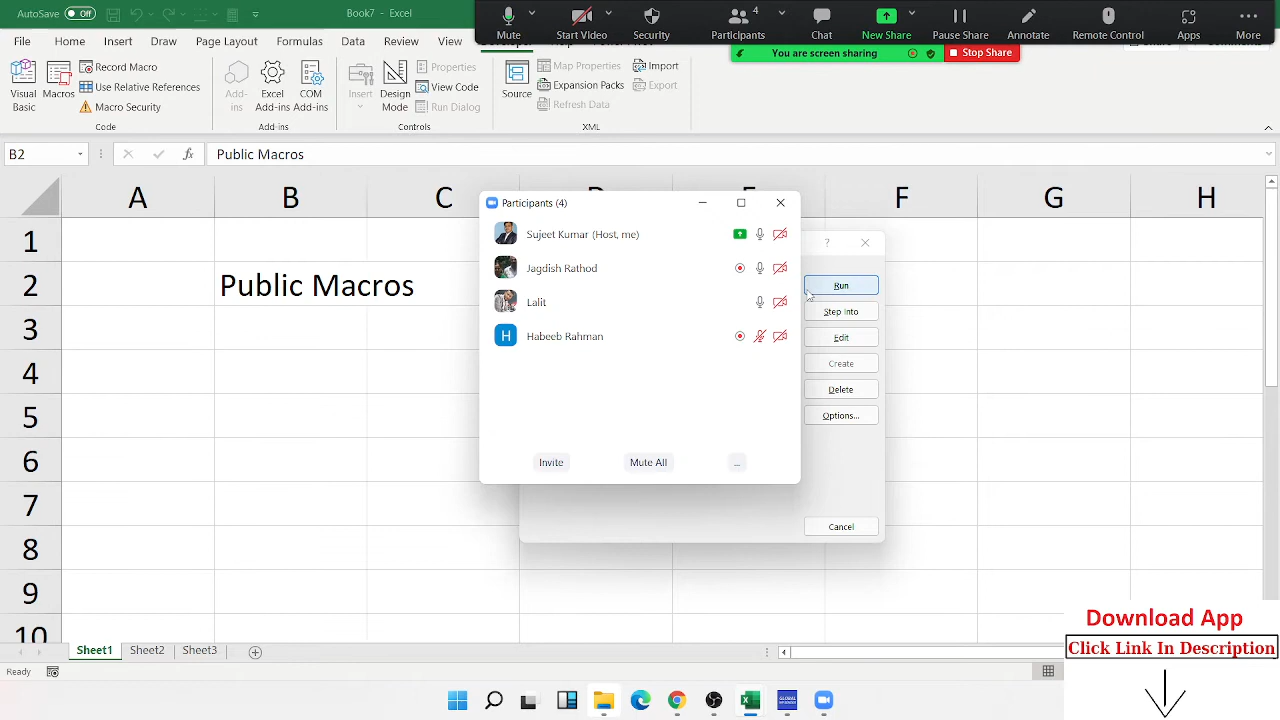 AutoSave Off
Book7 - Excel
Mute
Start Video
Security
4
Participants
Chat
New Share
Pause Share
Annotate
Remote Control
Apps
More
You are screen sharing
Stop Share
File Home Insert Draw Page Layout Formulas Data Review View
Visual Basic
Macros
Use Relative References
Macro Security
Code
Add-ins
Excel Add-ins
COM Add-ins
Add-ins
Insert
Design Mode
Properties
View Code
Run Dialog
Controls
Source
Map Properties
Expansion Packs
Refresh Data
Import
Export
XML
B2
fx
Public Macros
A B C F G H
1
2 Public Macros
3
4
5
6
7
8
9
10
Participants (4)
Sujeet Kumar (Host, me)
Jagdish Rathod
Lalit
H Habeeb Rahman
Invite
Mute All
...
?
Run
Step Into
Edit
Create
Delete
Options...
Cancel
Sheet1 Sheet2 Sheet3
Ready
Download App
Click Link In Description